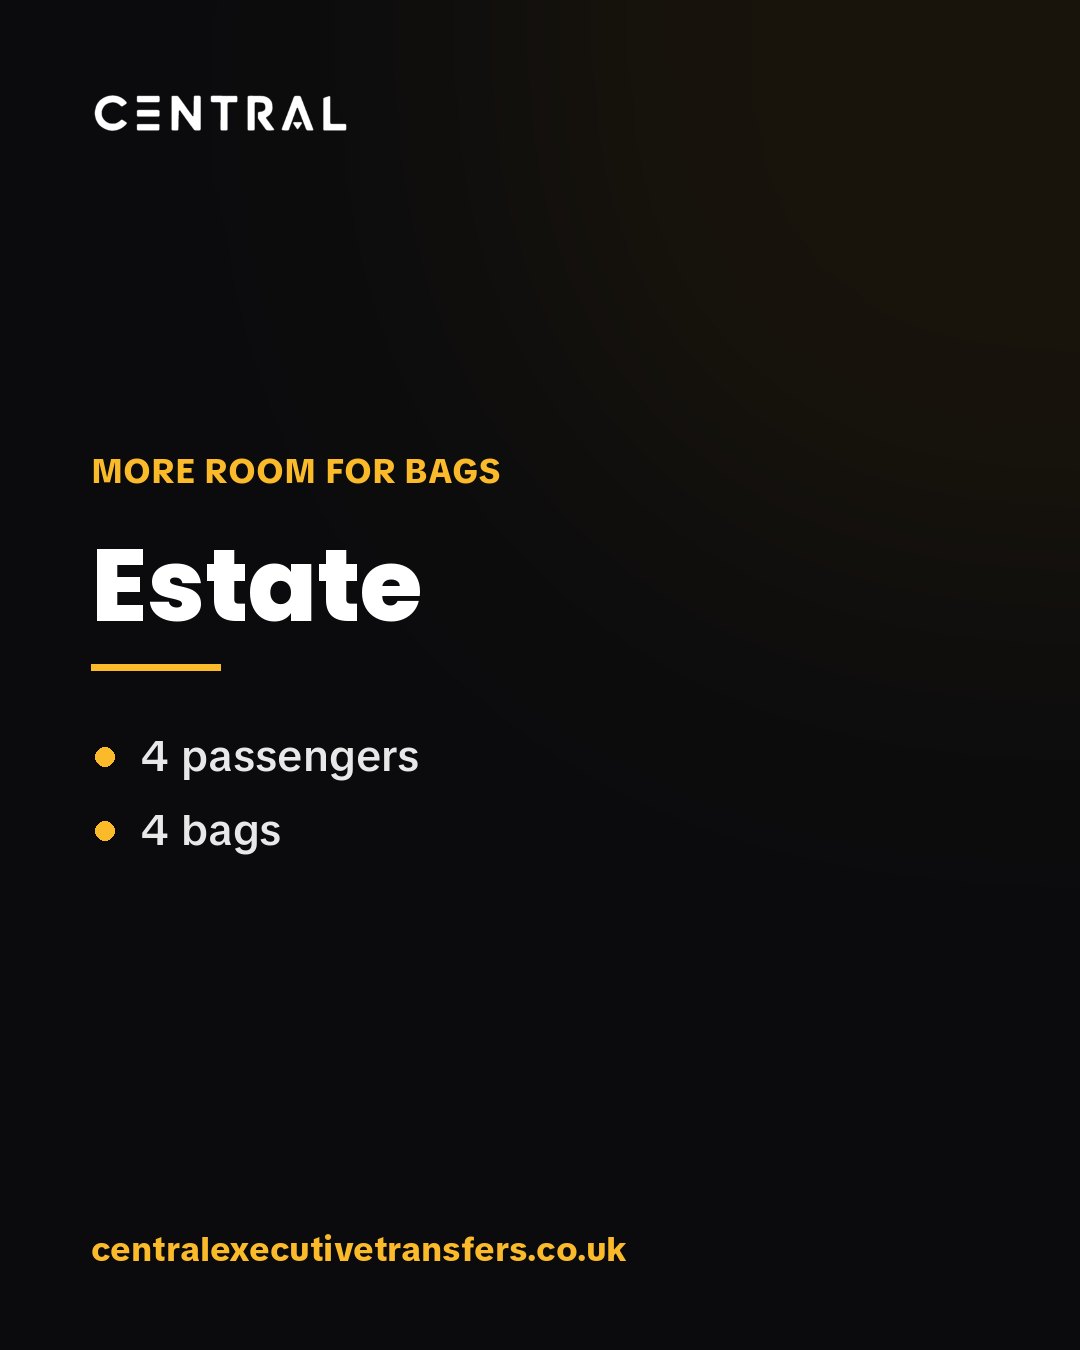 CENTRAL
MORE ROOM FOR BAGS
Estate
4 passengers
4 bags
centralexecutivetransfers.co.uk